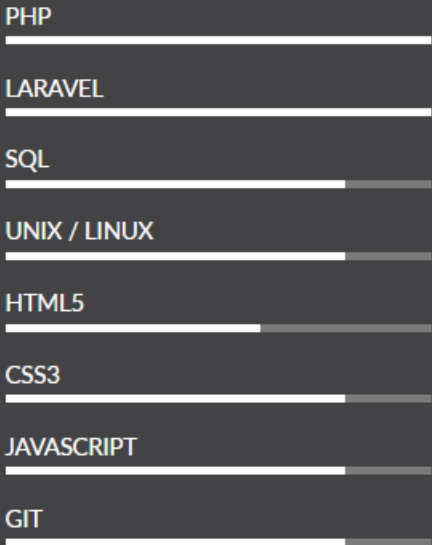 PHP
LARAVEL
SQL
UNIX / LINUX
HTML5
CSS3
JAVASCRIPT
GIT